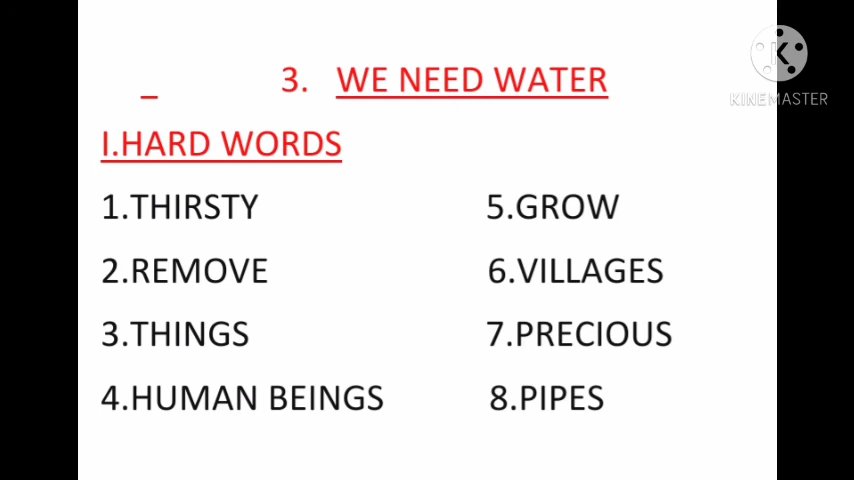 3. WE NEED WATER
KINEMASTER
I.HARD WORDS
1.THIRSTY 5.GROW
2.REMOVE 6.VILLAGES
3.THINGS 7.PRECIOUS
4.HUMAN BEINGS 8.PIPES